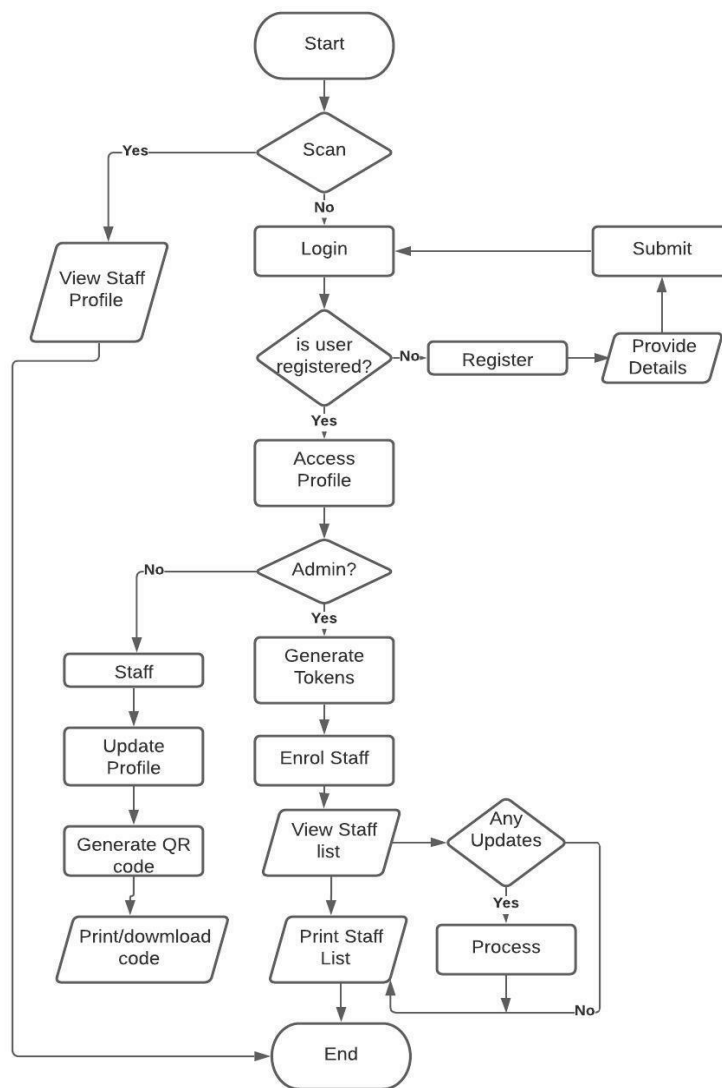 Start
Scan
Yes
No
Login
Submit
View Staff
Profile
is user
registered?
No
Register
Provide
Details
Yes
Access
Profile
Admin?
No
Yes
Staff
Generate
Tokens
Update
Profile
Enrol Staff
Any
Updates
View Staff
list
Generate QR
code
Yes
Print/dowmload
code
Print Staff
List
Process
No
End